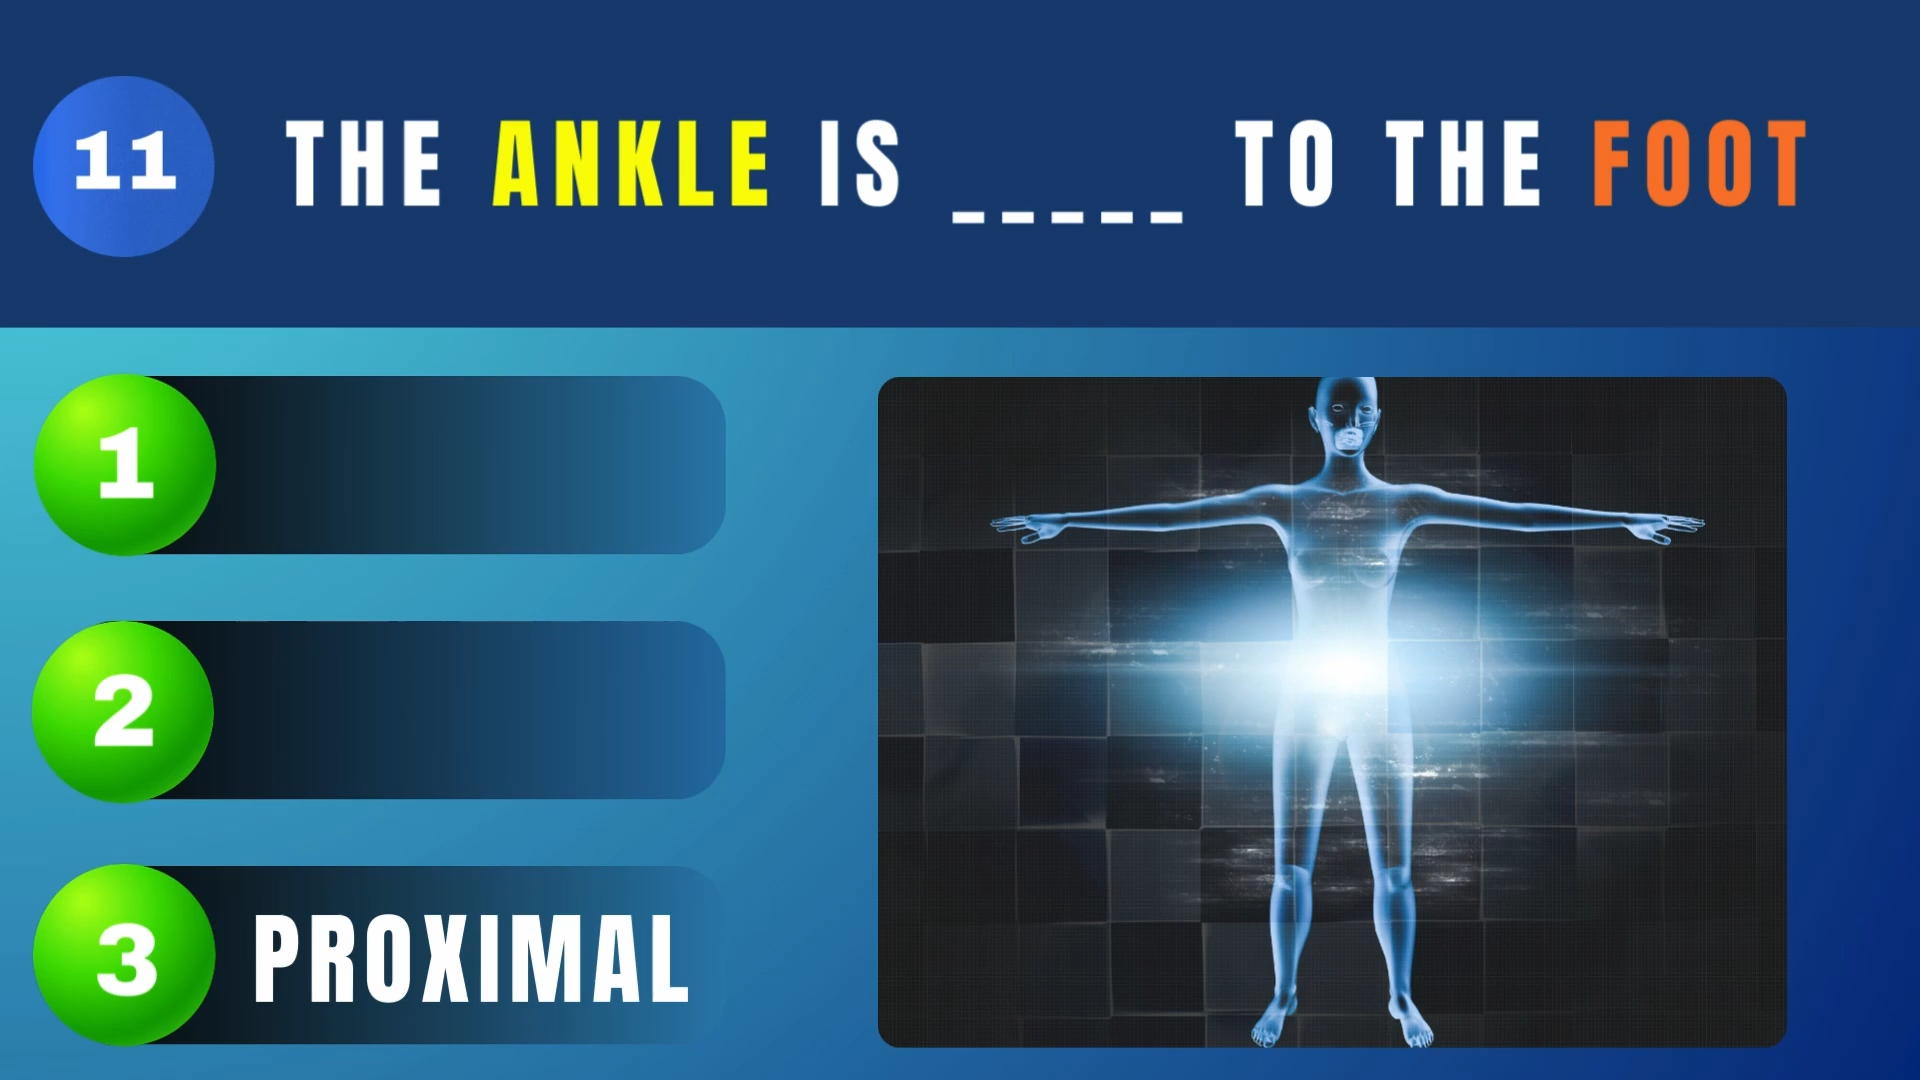 11 THE ANKLE IS _____ TO THE FOOT
1
2
3 PROXIMAL